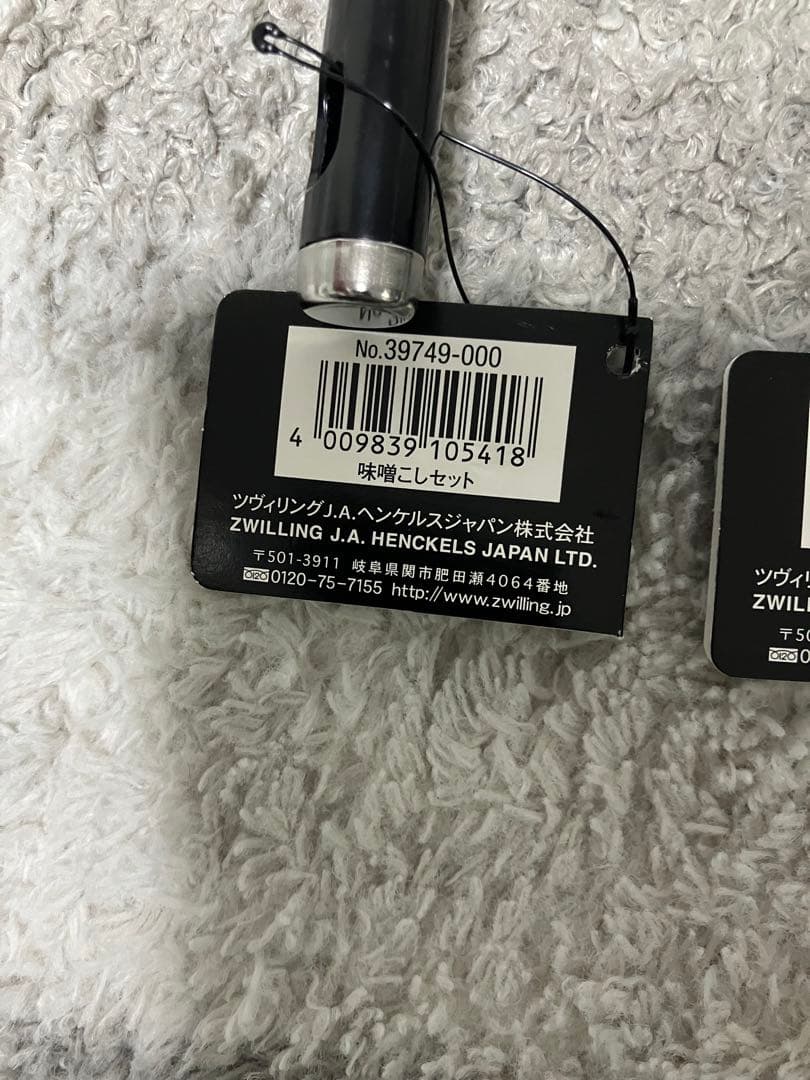 No.39749-000
4 009839 105418
味噌こしセット
ツヴィリングJ.A.ヘンケルスジャパン株式会社
ZWILLING J.A. HENCKELS JAPAN LTD.
〒501-3911 岐阜県関市肥田瀬4064番地
0120-75-7155 http://www.zwilling.jp